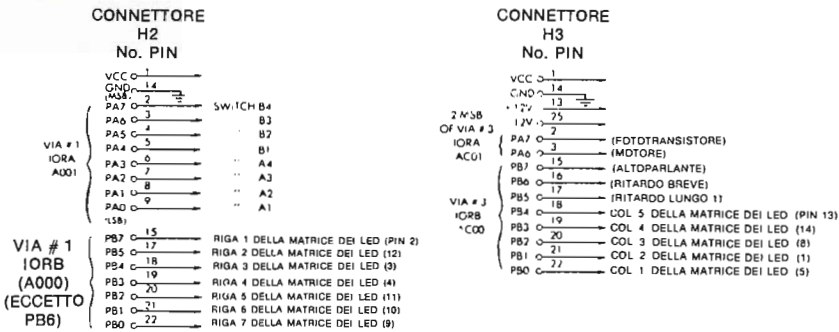 CONNETTORE
H2
No. PIN
VCC 1
GND 14
(MSB)
PA7 2 SWITCH B4
PA6 3 " B3
PA5 4 " B2
PA4 5 " B1
PA3 6 " A4
PA2 7 " A3
PA1 8 " A2
PA0 9 " A1
(LSB)
VIA # 1
IORA
A001
PB7 15 RIGA 1 DELLA MATRICE DEI LED (PIN 2)
PB5 17 RIGA 2 DELLA MATRICE DEI LED (12)
PB4 18 RIGA 3 DELLA MATRICE DEI LED (3)
PB3 19 RIGA 4 DELLA MATRICE DEI LED (4)
PB2 20 RIGA 5 DELLA MATRICE DEI LED (11)
PB1 21 RIGA 6 DELLA MATRICE DEI LED (10)
PB0 22 RIGA 7 DELLA MATRICE DEI LED (9)
VIA # 1
IORB
(A000)
(ECCETTO
PB6)
CONNETTORE
H3
No. PIN
VCC 1
GND 14
+12V 13
12V 25
PA7 2 (FOTOTRANSISTORE)
PA6 3 (MOTORE)
2 MSB
OF VIA # 3
IORA
AC01
PB7 15 (ALTOPARLANTE)
PB6 16 (RITARDO BREVE)
PB5 17 (RITARDO LUNGO 1)
PB4 18 COL 5 DELLA MATRICE DEI LED (PIN 13)
PB3 19 COL 4 DELLA MATRICE DEI LED (14)
PB2 20 COL 3 DELLA MATRICE DEI LED (8)
PB1 21 COL 2 DELLA MATRICE DEI LED (1)
PB0 22 COL 1 DELLA MATRICE DEI LED (5)
VIA # 3
IORB
AC00